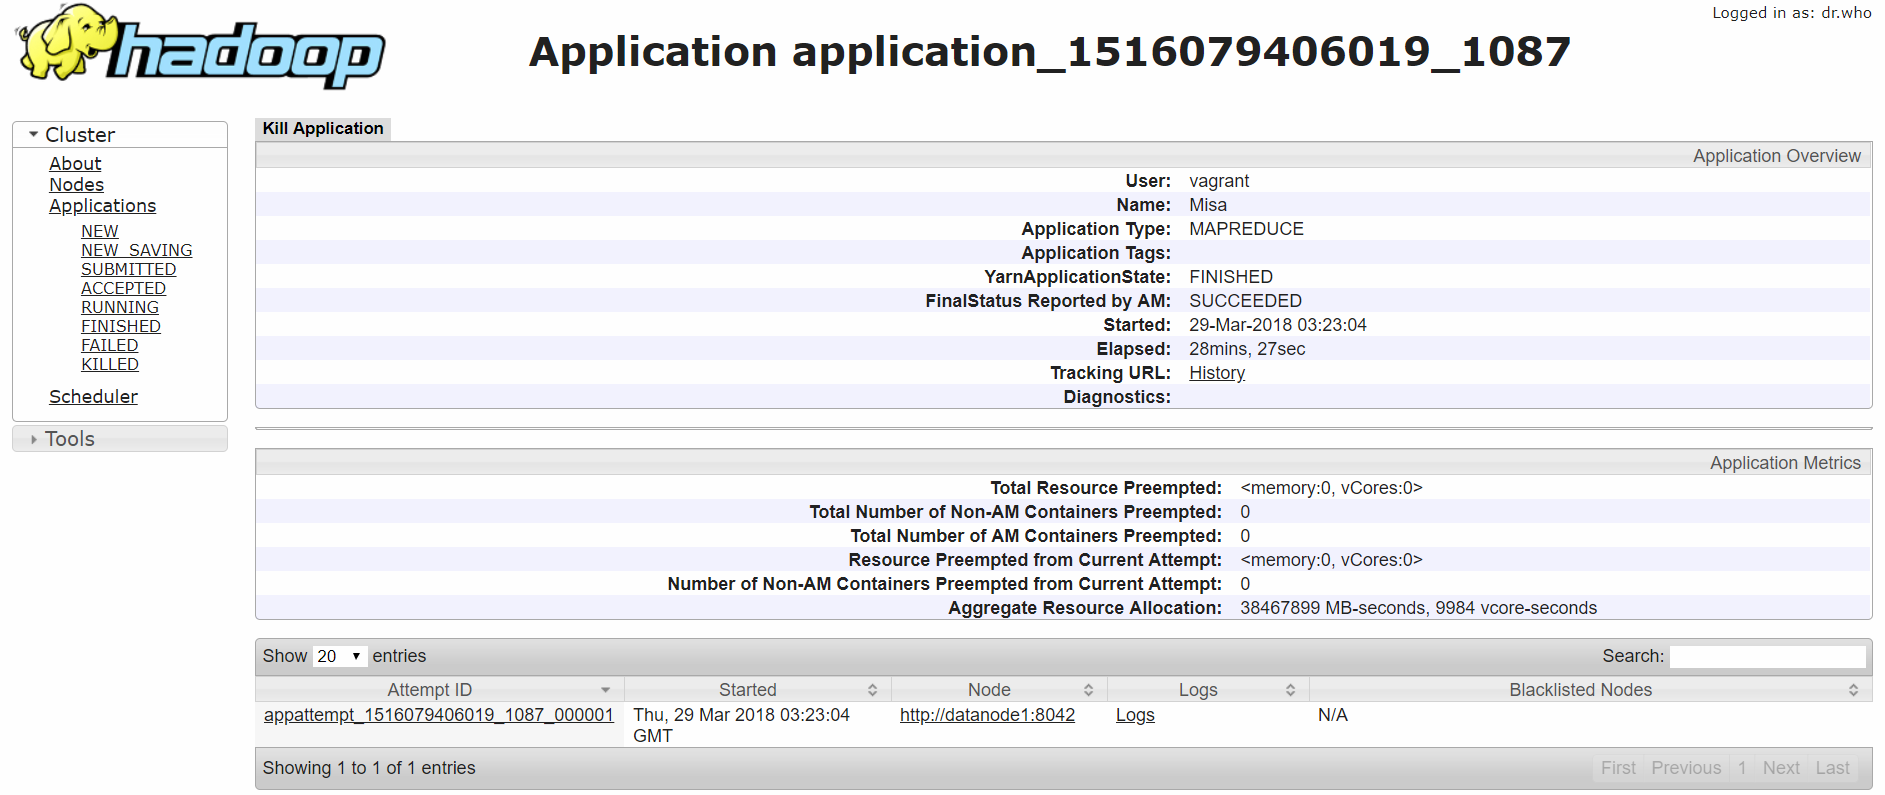 Logged in as: dr.who
hadoop
Application application_1516079406019_1087
Cluster
About
Nodes
Applications
NEW
NEW_SAVING
SUBMITTED
ACCEPTED
RUNNING
FINISHED
FAILED
KILLED
Scheduler
Tools
Kill Application
Application Overview
User: vagrant
Name: Misa
Application Type: MAPREDUCE
Application Tags:
YarnApplicationState: FINISHED
FinalStatus Reported by AM: SUCCEEDED
Started: 29-Mar-2018 03:23:04
Elapsed: 28mins, 27sec
Tracking URL: History
Diagnostics:
Application Metrics
Total Resource Preempted: <memory:0, vCores:0>
Total Number of Non-AM Containers Preempted: 0
Total Number of AM Containers Preempted: 0
Resource Preempted from Current Attempt: <memory:0, vCores:0>
Number of Non-AM Containers Preempted from Current Attempt: 0
Aggregate Resource Allocation: 38467899 MB-seconds, 9984 vcore-seconds
Show 20 entries Search:
Attempt ID Started Node Logs Blacklisted Nodes
appattempt_1516079406019_1087_000001 Thu, 29 Mar 2018 03:23:04 http://datanode1:8042 Logs N/A
GMT
Showing 1 to 1 of 1 entries First Previous 1 Next Last